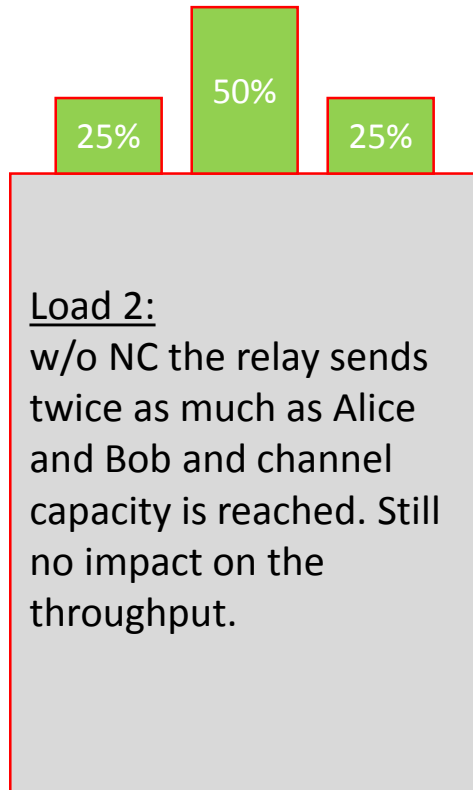 50%
25%
25%
Load 2:
w/o NC the relay sends
twice as much as Alice
and Bob and channel
capacity is reached. Still
no impact on the
throughput.